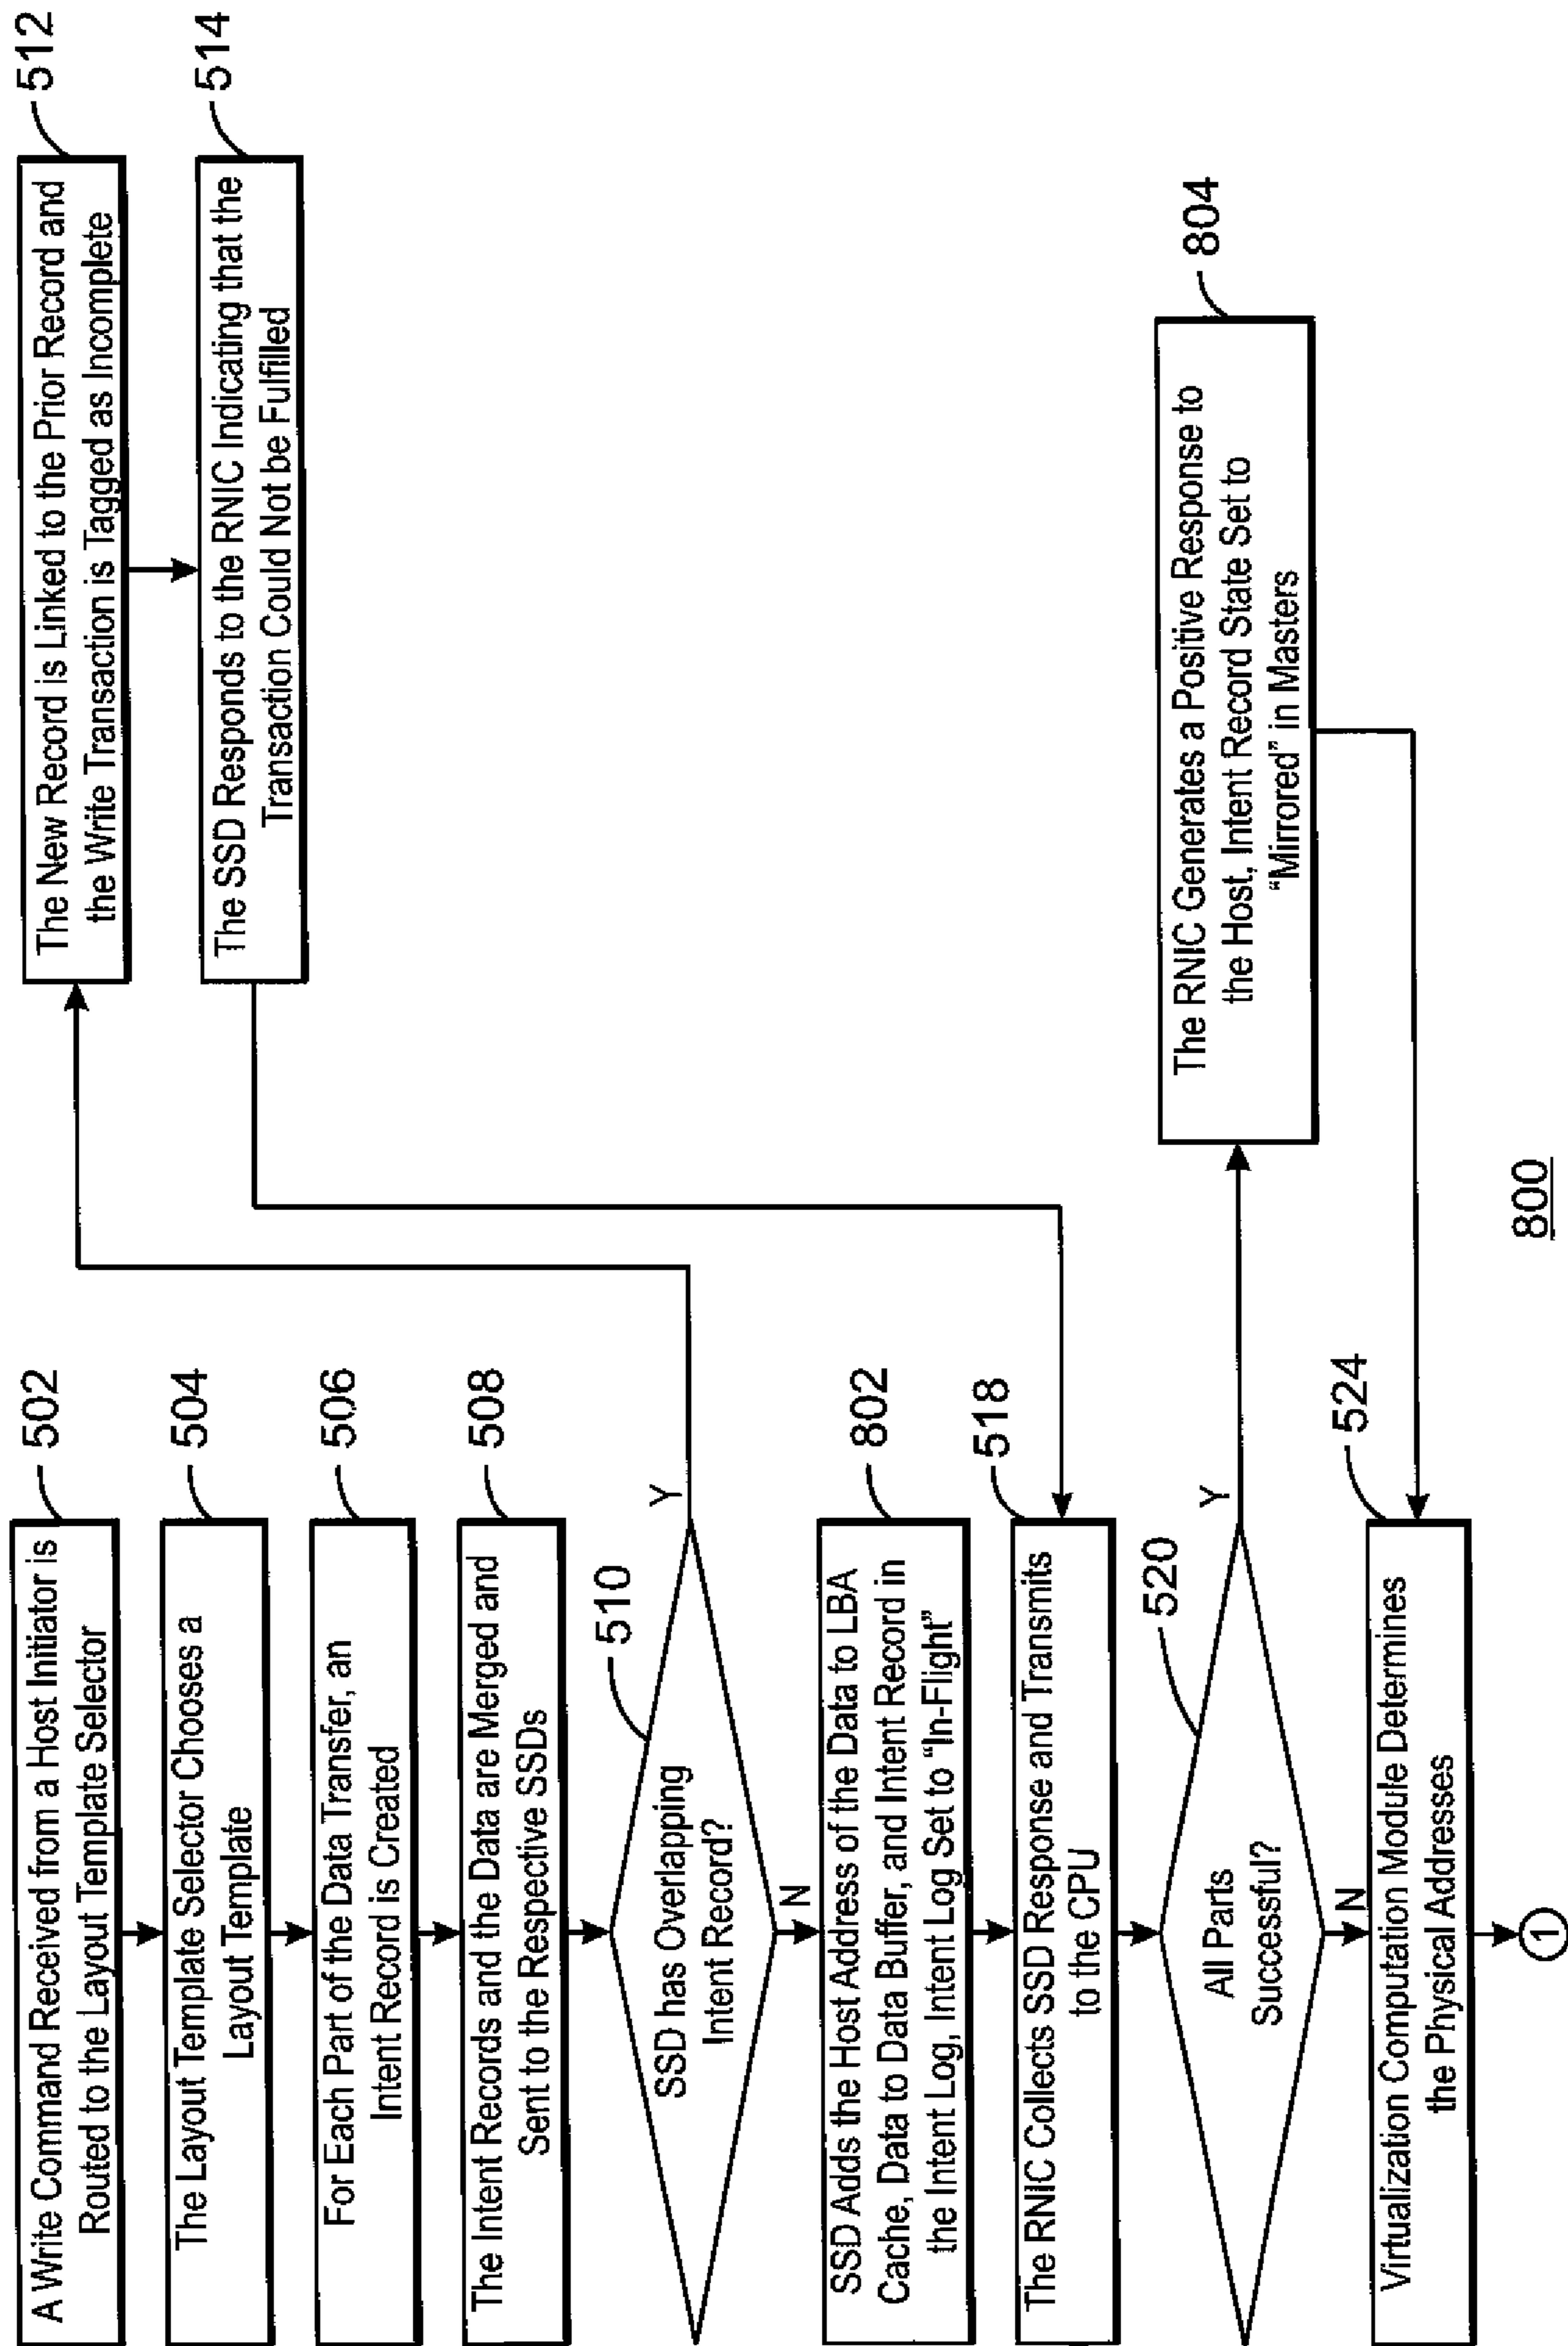 A Write Command Received from a Host Initiator is
Routed to the Layout Template Selector
502
The Layout Template Selector Chooses a
Layout Template
504
For Each Part of the Data Transfer, an
Intent Record is Created
506
The Intent Records and the Data are Merged and
Sent to the Respective SSDs
508
SSD has Overlapping
Intent Record?
510
Y
N
The New Record is Linked to the Prior Record and
the Write Transaction is Tagged as Incomplete
512
The SSD Responds to the RNIC Indicating that the
Transaction Could Not be Fulfilled
514
SSD Adds the Host Address of the Data to LBA
Cache, Data to Data Buffer, and Intent Record in
the Intent Log, Intent Log Set to “In-Flight”
802
The RNIC Collects SSD Response and Transmits
to the CPU
518
All Parts
Successful?
520
Y
N
The RNIC Generates a Positive Response to
the Host, Intent Record State Set to
“Mirrored” in Masters
804
Virtualization Computation Module Determines
the Physical Addresses
524
1
800